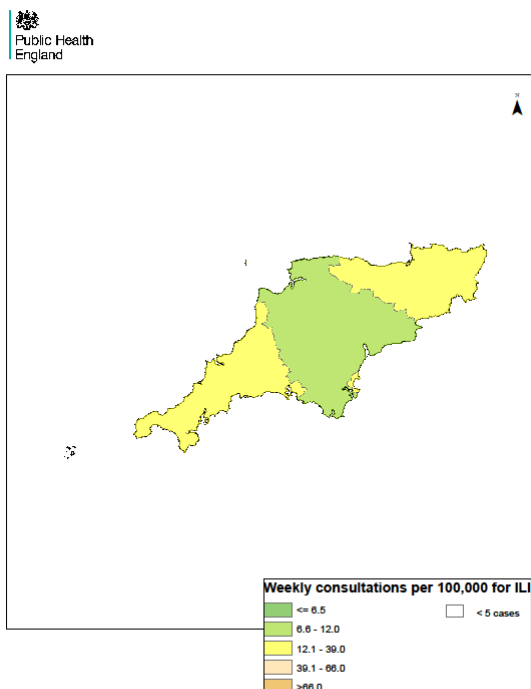 Public Health
England
N
Weekly consultations per 100,000 for ILI
<= 6.5
< 5 cases
6.6 - 12.0
12.1 - 39.0
39.1 - 66.0
>66.0